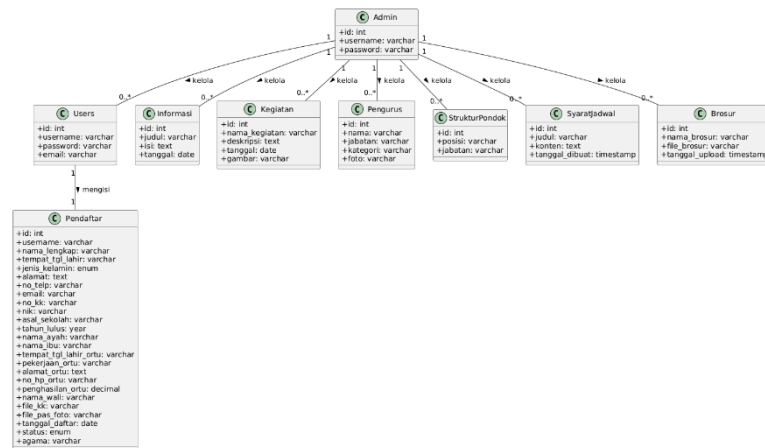 C Admin
+id: int
+username: varchar
+password: varchar
1 1 1 1 1 1 1
kelola kelola kelola kelola kelola kelola kelola
0..* 0..* 0..* 0..* 0..* 0..* 0..*
C Users
+id: int
+username: varchar
+password: varchar
+email: varchar
C Informasi
+id: int
+judul: varchar
+isi: text
+tanggal: date
C Kegiatan
+id: int
+nama_kegiatan: varchar
+deskripsi: text
+tanggal: date
+gambar: varchar
C Pengurus
+id: int
+nama: varchar
+jabatan: varchar
+kategori: varchar
+foto: varchar
C StrukturPondok
+id: int
+posisi: varchar
+jabatan: varchar
C SyaratJadwal
+id: int
+judul: varchar
+konten: text
+tanggal_dibuat: timestamp
C Brosur
+id: int
+nama_brosur: varchar
+file_brosur: varchar
+tanggal_upload: timestamp
1
mengisi
1
C Pendaftar
+id: int
+username: varchar
+nama_lengkap: varchar
+tempat_tgl_lahir: varchar
+jenis_kelamin: enum
+alamat: text
+no_telp: varchar
+email: varchar
+no_kk: varchar
+nik: varchar
+asal_sekolah: varchar
+tahun_lulus: year
+nama_ayah: varchar
+nama_ibu: varchar
+tempat_tgl_lahir_ortu: varchar
+pekerjaan_ortu: varchar
+alamat_ortu: text
+no_hp_ortu: varchar
+penghasilan_ortu: decimal
+nama_wali: varchar
+file_kk: varchar
+file_pas_foto: varchar
+tanggal_daftar: date
+status: enum
+agama: varchar